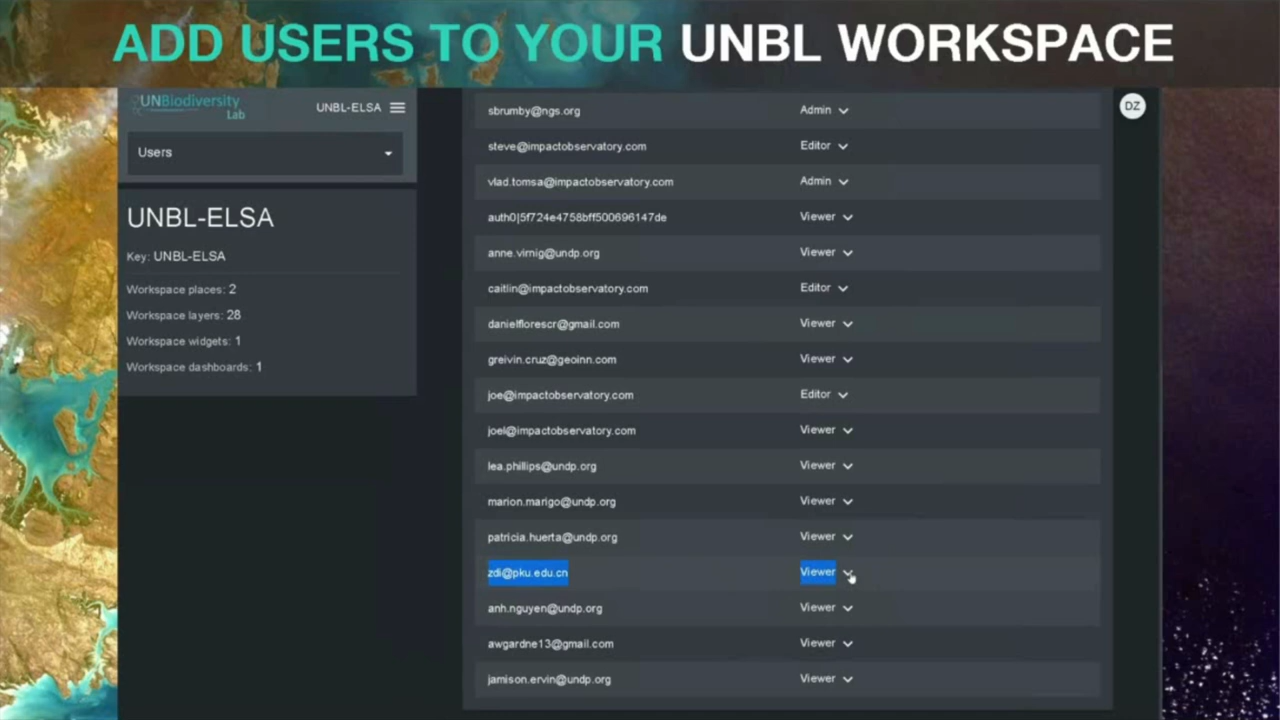 ADD USERS TO YOUR UNBL WORKSPACE
UNBiodiversity
Lab
UNBL-ELSA
Users
UNBL-ELSA
Key: UNBL-ELSA
Workspace places: 2
Workspace layers: 28
Workspace widgets: 1
Workspace dashboards: 1
DZ
sbrumby@ngs.org Admin
steve@impactobservatory.com Editor
vlad.tomsa@impactobservatory.com Admin
auth0|5f724e4758bff500696147de Viewer
anne.virnig@undp.org Viewer
caitlin@impactobservatory.com Editor
danielflorescr@gmail.com Viewer
greivin.cruz@geoinn.com Viewer
joe@impactobservatory.com Editor
joel@impactobservatory.com Viewer
lea.phillips@undp.org Viewer
marion.marigo@undp.org Viewer
patricia.huerta@undp.org Viewer
zdi@pku.edu.cn Viewer
anh.nguyen@undp.org Viewer
awgardne13@gmail.com Viewer
jamison.ervin@undp.org Viewer